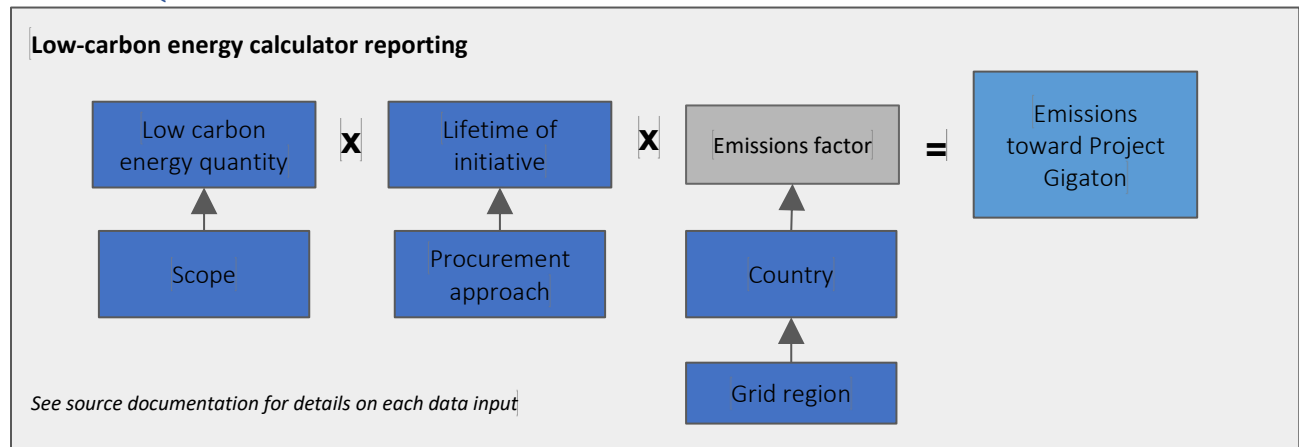 Low-carbon energy calculator reporting
Low carbon
energy quantity
x
Lifetime of
initiative
x
Emissions factor
=
Emissions
toward Project
Gigaton
Scope
Procurement
approach
Country
Grid region
See source documentation for details on each data input